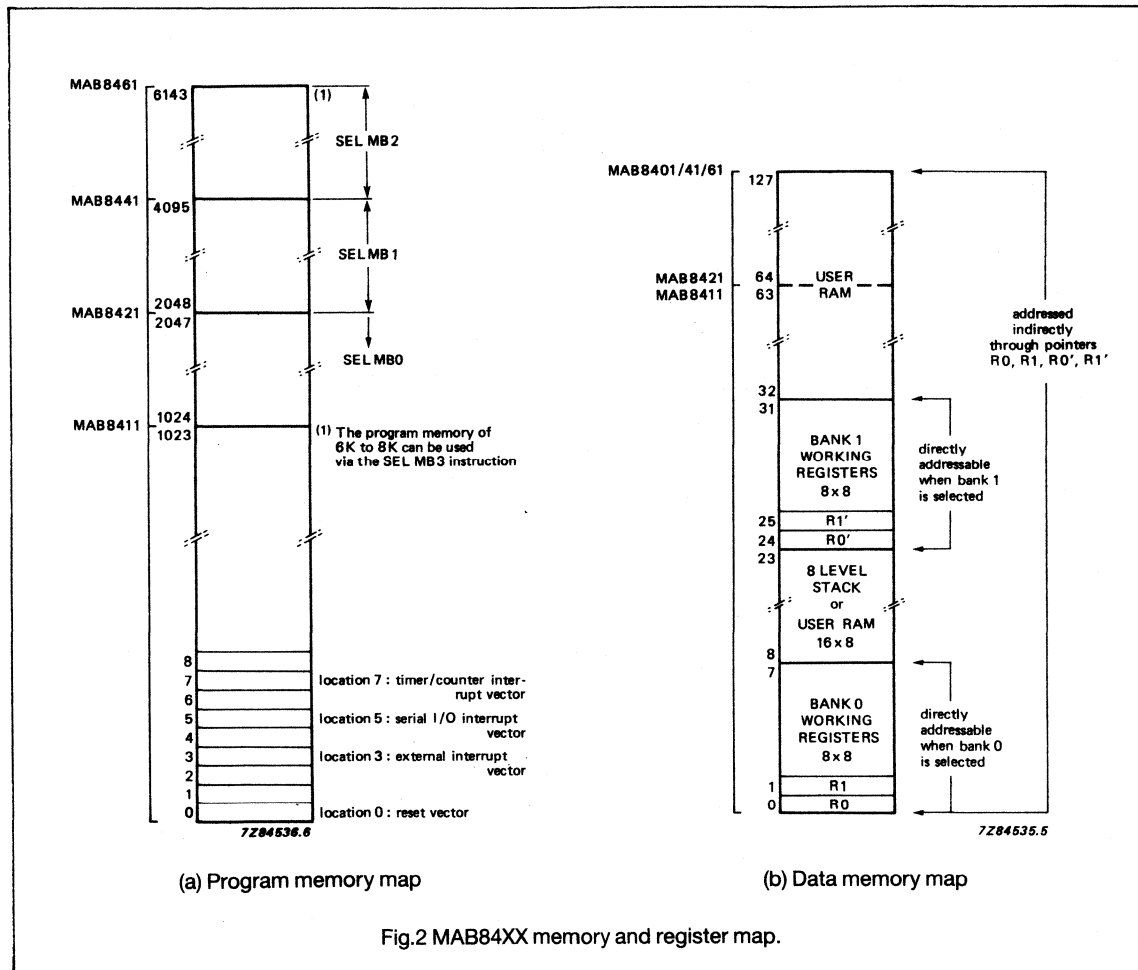 MAB8461
6143
(1)
SEL MB2
MAB8441
4095
SEL MB1
MAB8421
2048
2047
SEL MB0
MAB8411
1024
1023
(1) The program memory of
6K to 8K can be used
via the SEL MB3 instruction
8
7
location 7 : timer/counter inter-
rupt vector
6
5
location 5 : serial I/O interrupt
vector
4
3
location 3 : external interrupt
vector
2
1
0
location 0 : reset vector
7Z84536.6
(a) Program memory map
MAB8401/41/61
127
MAB8421
64
MAB8411
63
USER
RAM
addressed
indirectly
through pointers
R0, R1, R0', R1'
32
31
BANK 1
WORKING
REGISTERS
8x8
directly
addressable
when bank 1
is selected
25
R1'
24
R0'
23
8 LEVEL
STACK
or
USER RAM
16x8
8
7
BANK 0
WORKING
REGISTERS
8x8
directly
addressable
when bank 0
is selected
1
R1
0
R0
7Z84535.5
(b) Data memory map
Fig.2 MAB84XX memory and register map.